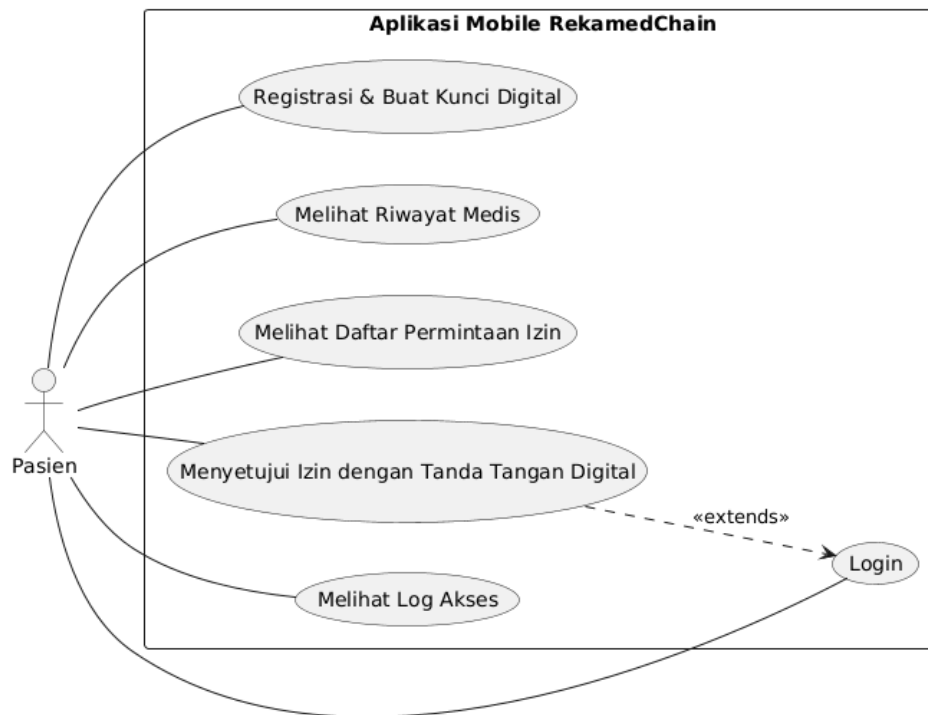 Aplikasi Mobile RekamedChain
Registrasi & Buat Kunci Digital
Melihat Riwayat Medis
Melihat Daftar Permintaan Izin
Pasien
Menyetujui Izin dengan Tanda Tangan Digital
«extends»
Login
Melihat Log Akses